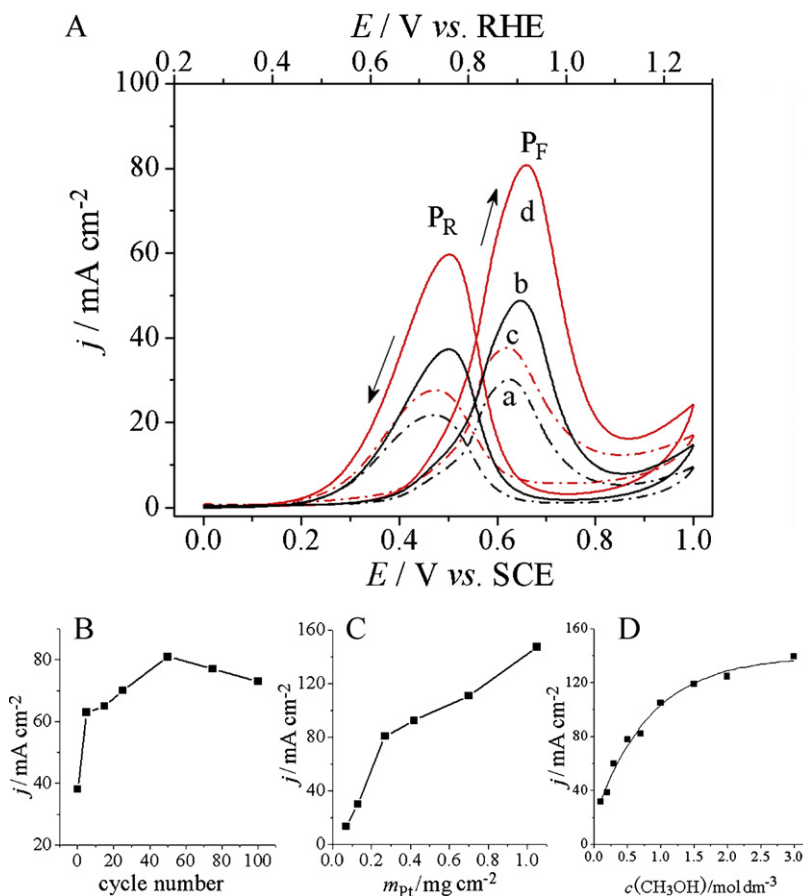 A
E / V vs. RHE
0.2 0.4 0.6 0.8 1.0 1.2
100
80
60
40
20
0
j / mA cm-2
PF
PR
d
b
c
a
0.0 0.2 0.4 0.6 0.8 1.0
E / V vs. SCE
B
80
60
40
20
j/mA cm-2
0 20 40 60 80 100
cycle number
C
160
120
80
40
0
j/mA cm-2
0.0 0.2 0.4 0.6 0.8 1.0
mPt/mg cm-2
D
160
120
80
40
0
j/mA cm-2
0.0 0.5 1.0 1.5 2.0 2.5 3.0
c(CH3OH)/mol dm-3